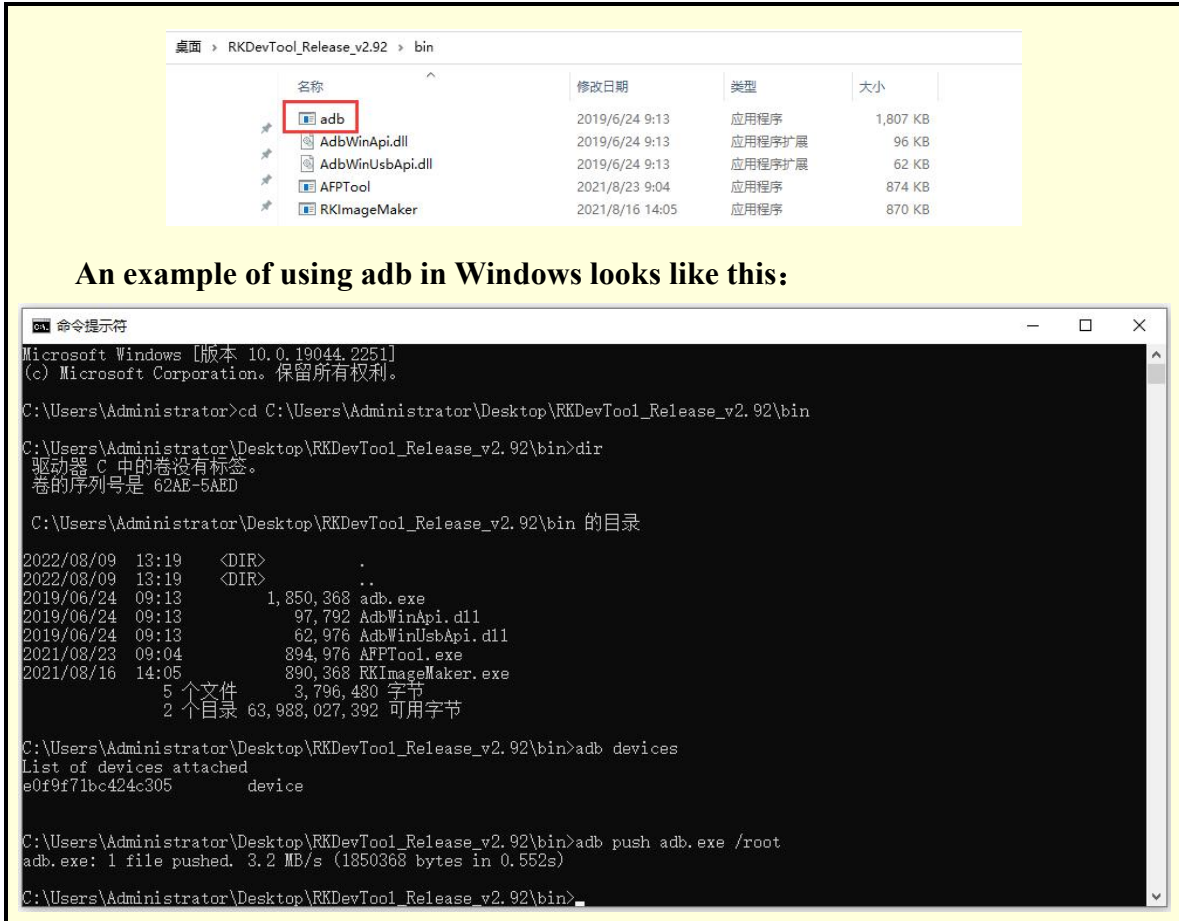 桌面 › RKDevTool_Release_v2.92 › bin
名称 修改日期 类型 大小
adb 2019/6/24 9:13 应用程序 1,807 KB
AdbWinApi.dll 2019/6/24 9:13 应用程序扩展 96 KB
AdbWinUsbApi.dll 2019/6/24 9:13 应用程序扩展 62 KB
AFPTool 2021/8/23 9:04 应用程序 874 KB
RKImageMaker 2021/8/16 14:05 应用程序 870 KB
An example of using adb in Windows looks like this：
命令提示符
Microsoft Windows [版本 10.0.19044.2251]
(c) Microsoft Corporation。保留所有权利。
C:\Users\Administrator>cd C:\Users\Administrator\Desktop\RKDevTool_Release_v2.92\bin
C:\Users\Administrator\Desktop\RKDevTool_Release_v2.92\bin>dir
驱动器 C 中的卷没有标签。
卷的序列号是 62AE-5AED
C:\Users\Administrator\Desktop\RKDevTool_Release_v2.92\bin 的目录
2022/08/09 13:19 <DIR> .
2022/08/09 13:19 <DIR> ..
2019/06/24 09:13 1,850,368 adb.exe
2019/06/24 09:13 97,792 AdbWinApi.dll
2019/06/24 09:13 62,976 AdbWinUsbApi.dll
2021/08/23 09:04 894,976 AFPTool.exe
2021/08/16 14:05 890,368 RKImageMaker.exe
5 个文件 3,796,480 字节
2 个目录 63,988,027,392 可用字节
C:\Users\Administrator\Desktop\RKDevTool_Release_v2.92\bin>adb devices
List of devices attached
e0f9f71bc424c305 device
C:\Users\Administrator\Desktop\RKDevTool_Release_v2.92\bin>adb push adb.exe /root
adb.exe: 1 file pushed. 3.2 MB/s (1850368 bytes in 0.552s)
C:\Users\Administrator\Desktop\RKDevTool_Release_v2.92\bin>